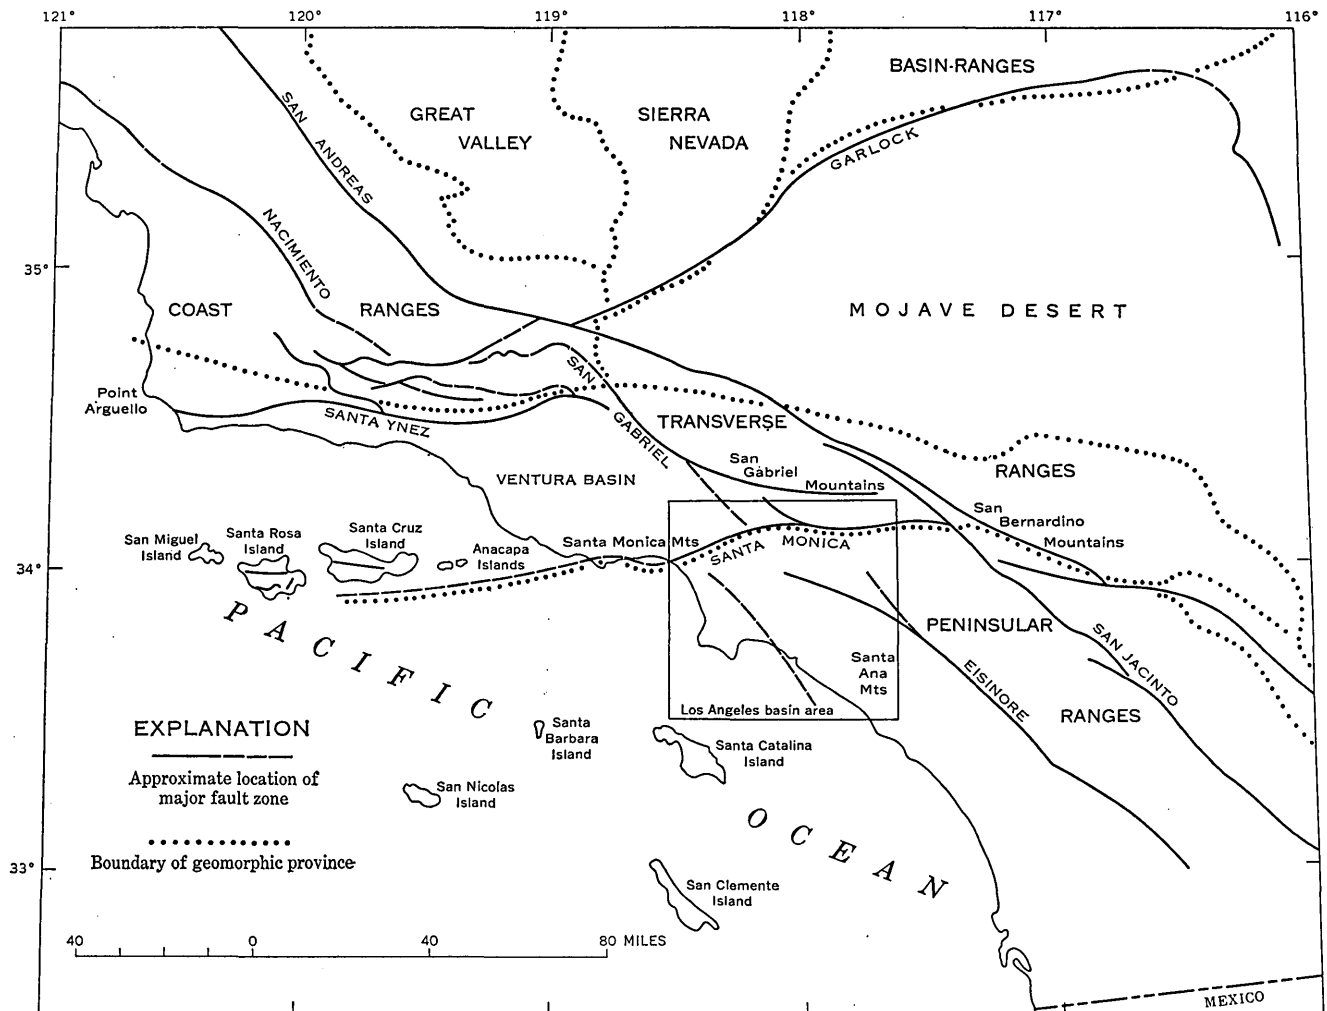 121°
120°
119°
118°
117°
116°
BASIN-RANGES
GREAT
VALLEY
SIERRA
NEVADA
SAN ANDREAS
GARLOCK
NACIMIENTO
35°
COAST
RANGES
MOJAVE DESERT
SAN
GABRIEL
Point
Arguello
SANTA YNEZ
TRANSVERSE
RANGES
VENTURA BASIN
San
Gabriel
Mountains
San
Bernardino
Mountains
San Miguel
Island
Santa Rosa
Island
Santa Cruz
Island
Anacapa
Islands
Santa Monica Mts
SANTA MONICA
34°
PACIFIC
PENINSULAR
RANGES
SAN JACINTO
EISINORE
Santa
Ana
Mts
Los Angeles basin area
EXPLANATION
Approximate location of
major fault zone
Boundary of geomorphic province
Santa
Barbara
Island
San Nicolas
Island
Santa Catalina
Island
OCEAN
33°
San Clemente
Island
40
0
40
80 MILES
MEXICO